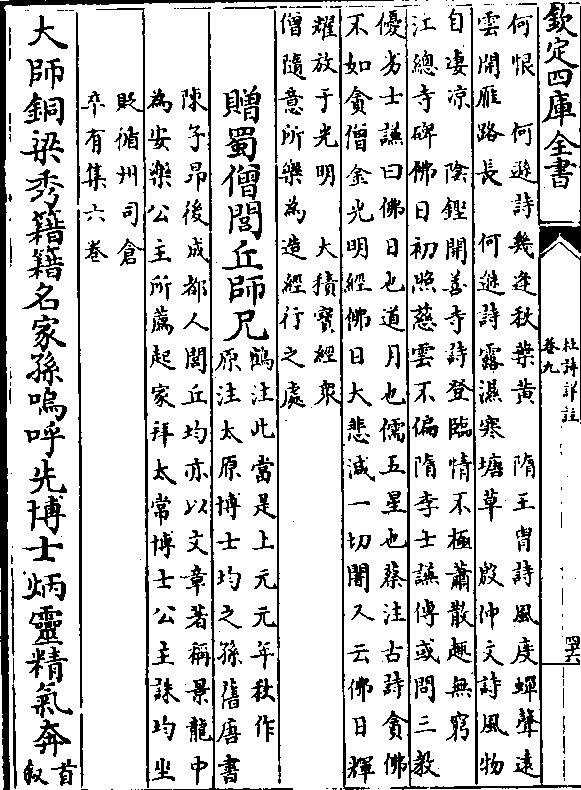 欽定四庫全書
杜詩詳註
卷九
四六
何恨　何遜詩幾逢秋葉黄　隋王胄詩風度蟬聲遠
雲開雁路長　何遜詩露濕寒塘草　殷仲文詩風物
自凄凉　陰鏗開善寺詩登臨情不極蕭散趣無窮
江總寺碑佛日初照慈雲不偏隋李士謙傳或問三教
優劣士謙曰佛日也道月也儒五星也蔡注古詩貪佛
不如貪僧金光明經佛日大悲滅一切闇又云佛日輝
耀放于光明　大積寶經衆
僧隨意所樂為造經行之處
贈蜀僧閭丘師兄
鶴注此當是上元元年秋作
原注太原博士均之孫舊唐書
陳子昂後成都人閭丘均亦以文章著稱景龍中
為安樂公主所薦起家拜太常博士公主誅均坐
貶循州司倉
卒有集六卷
大師銅梁秀籍籍名家孫嗚呼先博士炳靈精氣奔
首叙